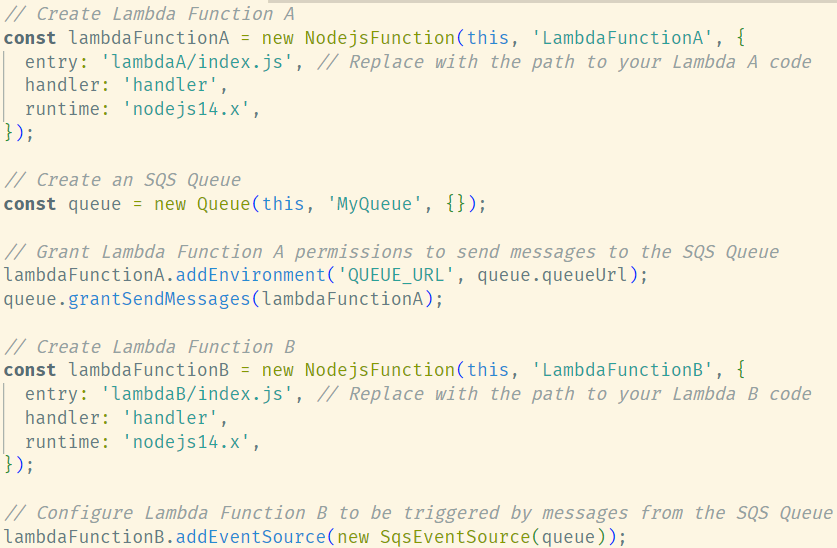 // Create Lambda Function A
const lambdaFunctionA = new NodejsFunction(this, 'LambdaFunctionA', {
  entry: 'lambdaA/index.js', // Replace with the path to your Lambda A code
  handler: 'handler',
  runtime: 'nodejs14.x',
});

// Create an SQS Queue
const queue = new Queue(this, 'MyQueue', {});

// Grant Lambda Function A permissions to send messages to the SQS Queue
lambdaFunctionA.addEnvironment('QUEUE_URL', queue.queueUrl);
queue.grantSendMessages(lambdaFunctionA);

// Create Lambda Function B
const lambdaFunctionB = new NodejsFunction(this, 'LambdaFunctionB', {
  entry: 'lambdaB/index.js', // Replace with the path to your Lambda B code
  handler: 'handler',
  runtime: 'nodejs14.x',
});

// Configure Lambda Function B to be triggered by messages from the SQS Queue
lambdaFunctionB.addEventSource(new SqsEventSource(queue));